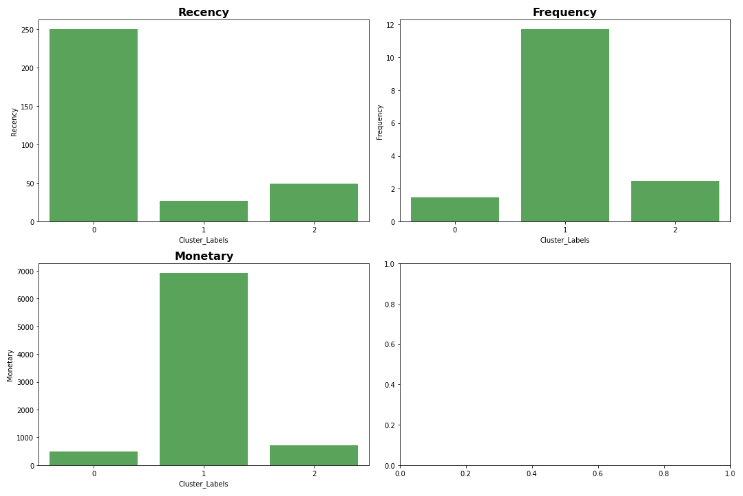 Recency
250
200
150
100
50
0
Recency
0 1 2
Cluster_Labels
Frequency
12
10
8
6
4
2
0
Frequency
0 1 2
Cluster_Labels
Monetary
7000
6000
5000
4000
3000
2000
1000
0
Monetary
0 1 2
Cluster_Labels
1.0
0.8
0.6
0.4
0.2
0.0
0.0 0.2 0.4 0.6 0.8 1.0